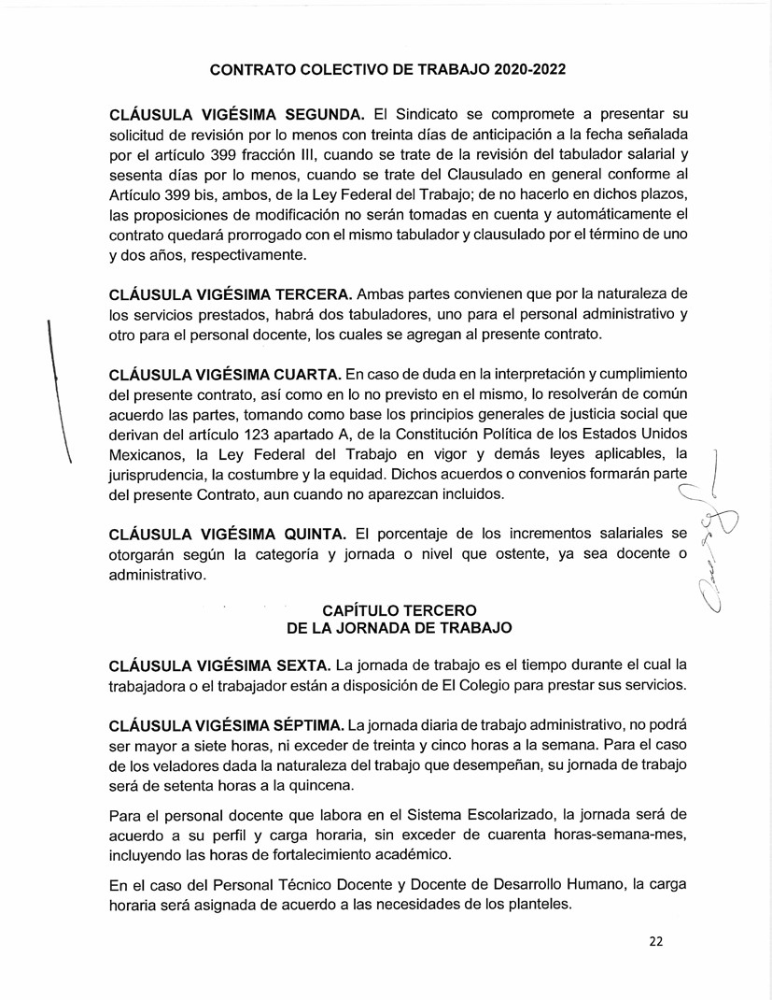 CONTRATO COLECTIVO DE TRABAJO 2020-2022
CLÁUSULA VIGÉSIMA SEGUNDA. El Sindicato se compromete a presentar su
solicitud de revisión por lo menos con treinta días de anticipación a la fecha señalada
por el artículo 399 fracción III, cuando se trate de la revisión del tabulador salarial y
sesenta días por lo menos, cuando se trate del Clausulado en general conforme al
Artículo 399 bis, ambos, de la Ley Federal del Trabajo; de no hacerlo en dichos plazos,
las proposiciones de modificación no serán tomadas en cuenta y automáticamente el
contrato quedará prorrogado con el mismo tabulador y clausulado por el término de uno
y dos años, respectivamente.
CLÁUSULA VIGÉSIMA TERCERA. Ambas partes convienen que por la naturaleza de
los servicios prestados, habrá dos tabuladores, uno para el personal administrativo y
otro para el personal docente, los cuales se agregan al presente contrato.
CLÁUSULA VIGÉSIMA CUARTA. En caso de duda en la interpretación y cumplimiento
del presente contrato, así como en lo no previsto en el mismo, lo resolverán de común
acuerdo las partes, tomando como base los principios generales de justicia social que
derivan del artículo 123 apartado A, de la Constitución Política de los Estados Unidos
Mexicanos, la Ley Federal del Trabajo en vigor y demás leyes aplicables, la
jurisprudencia, la costumbre y la equidad. Dichos acuerdos o convenios formarán parte
del presente Contrato, aun cuando no aparezcan incluidos.
CLÁUSULA VIGÉSIMA QUINTA. El porcentaje de los incrementos salariales se
otorgarán según la categoría y jornada o nivel que ostente, ya sea docente o
administrativo.
CAPÍTULO TERCERO
DE LA JORNADA DE TRABAJO
CLÁUSULA VIGÉSIMA SEXTA. La jornada de trabajo es el tiempo durante el cual la
trabajadora o el trabajador están a disposición de El Colegio para prestar sus servicios.
CLÁUSULA VIGÉSIMA SÉPTIMA. La jornada diaria de trabajo administrativo, no podrá
ser mayor a siete horas, ni exceder de treinta y cinco horas a la semana. Para el caso
de los veladores dada la naturaleza del trabajo que desempeñan, su jornada de trabajo
será de setenta horas a la quincena.
Para el personal docente que labora en el Sistema Escolarizado, la jornada será de
acuerdo a su perfil y carga horaria, sin exceder de cuarenta horas-semana-mes,
incluyendo las horas de fortalecimiento académico.
En el caso del Personal Técnico Docente y Docente de Desarrollo Humano, la carga
horaria será asignada de acuerdo a las necesidades de los planteles.
22